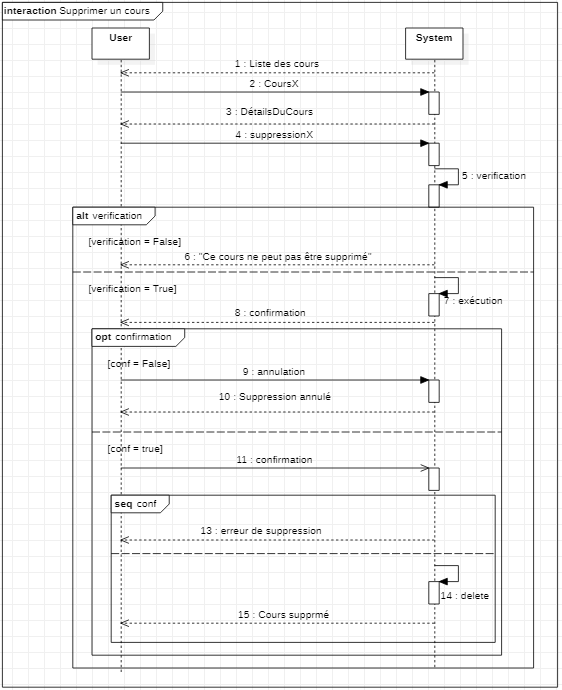 interaction Supprimer un cours
User
System
1 : Liste des cours
2 : CoursX
3 : DétailsDuCours
4 : suppressionX
5 : verification
alt verification
[verification = False]
6 : "Ce cours ne peut pas être supprimé"
[verification = True]
7 : exécution
8 : confirmation
opt confirmation
[conf = False]
9 : annulation
10 : Suppression annulé
[conf = true]
11 : confirmation
seq conf
13 : erreur de suppression
14 : delete
15 : Cours supprmé